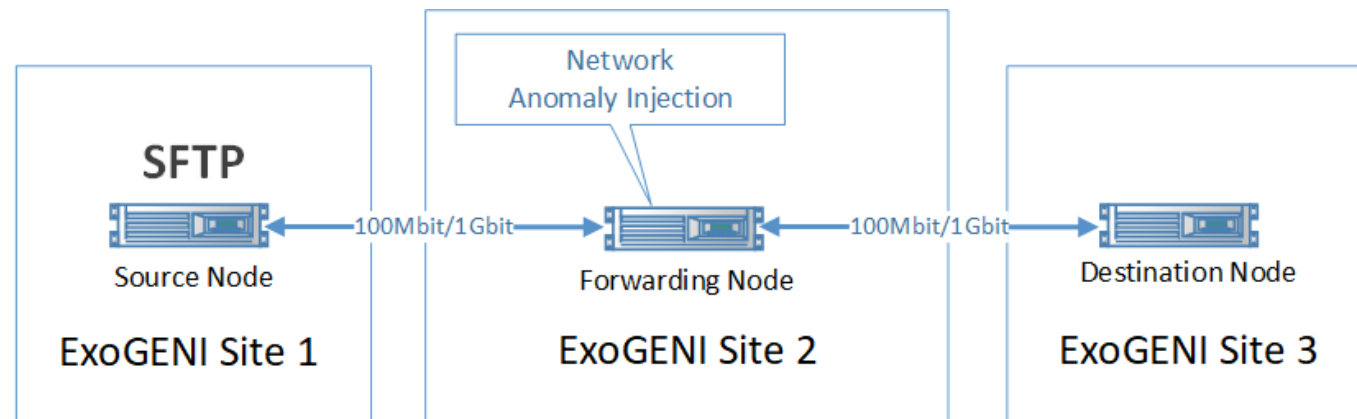 Network
Anomaly Injection
SFTP
100Mbit/1Gbit
100Mbit/1Gbit
Source Node
Forwarding Node
Destination Node
ExoGENI Site 1
ExoGENI Site 2
ExoGENI Site 3